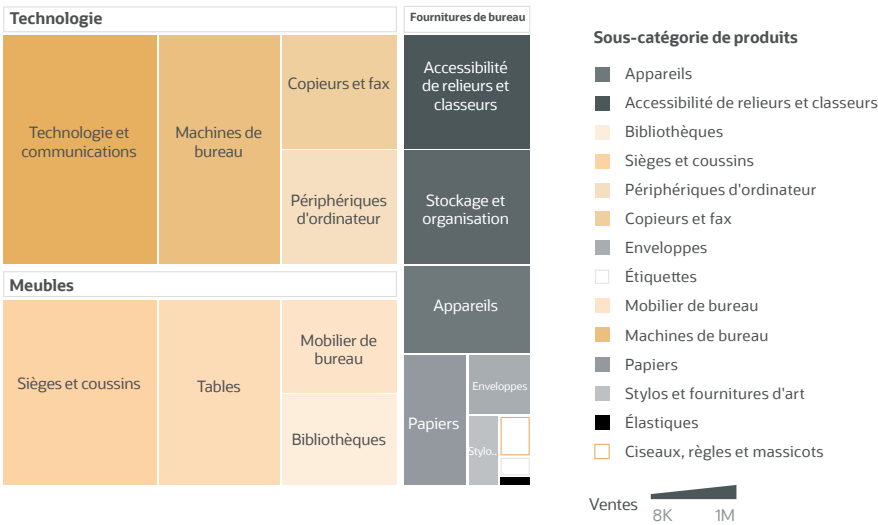 Technologie
Fournitures de bureau
Technologie et
communications
Machines de
bureau
Copieurs et fax
Périphériques
d'ordinateur
Accessibilité
de relieurs et
classeurs
Stockage et
organisation
Meubles
Sièges et coussins
Tables
Mobilier de
bureau
Bibliothèques
Appareils
Papiers
Enveloppes
Stylo...
Sous-catégorie de produits
Appareils
Accessibilité de relieurs et classeurs
Bibliothèques
Sièges et coussins
Périphériques d'ordinateur
Copieurs et fax
Enveloppes
Étiquettes
Mobilier de bureau
Machines de bureau
Papiers
Stylos et fournitures d'art
Élastiques
Ciseaux, règles et massicots
Ventes
8K 1M